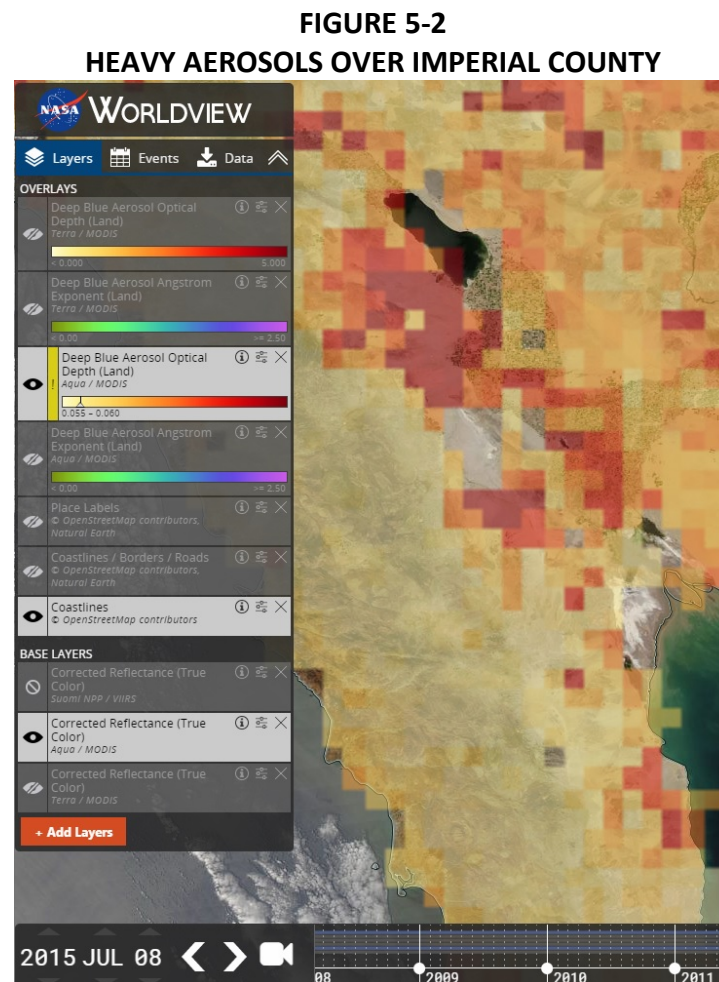 FIGURE 5-2
HEAVY AEROSOLS OVER IMPERIAL COUNTY
NASA WORLDVIEW
Layers Events Data
OVERLAYS
Deep Blue Aerosol Optical
Depth (Land)
Terra / MODIS
< 0.000 5.000
Deep Blue Aerosol Angstrom
Exponent (Land)
Terra / MODIS
< 0.00 >= 2.50
Deep Blue Aerosol Optical
Depth (Land)
Aqua / MODIS
0.055 – 0.060
Deep Blue Aerosol Angstrom
Exponent (Land)
Aqua / MODIS
< 0.00 >= 2.50
Place Labels
© OpenStreetMap contributors,
Natural Earth
Coastlines / Borders / Roads
© OpenStreetMap contributors,
Natural Earth
Coastlines
© OpenStreetMap contributors
BASE LAYERS
Corrected Reflectance (True
Color)
Suomi NPP / VIIRS
Corrected Reflectance (True
Color)
Aqua / MODIS
Corrected Reflectance (True
Color)
Terra / MODIS
+ Add Layers
2015 JUL 08
08 2009 2010 2011